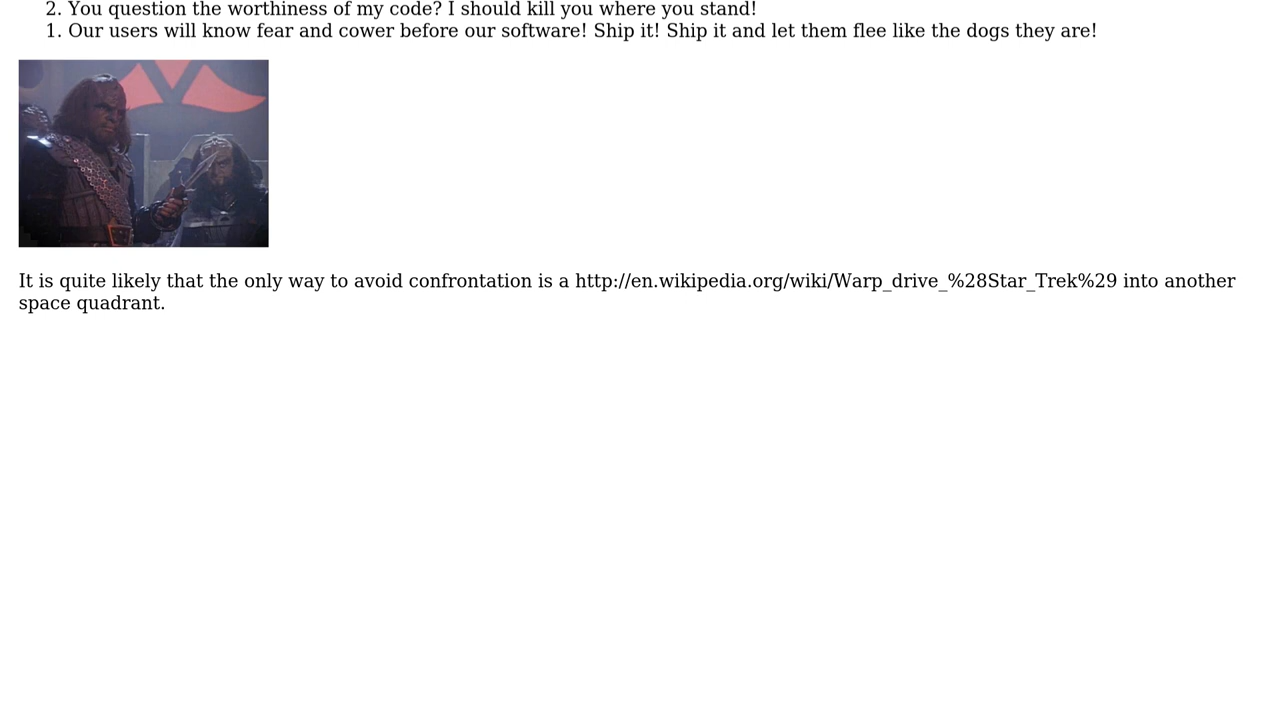 2. You question the worthiness of my code? I should kill you where you stand!
1. Our users will know fear and cower before our software! Ship it! Ship it and let them flee like the dogs they are!
It is quite likely that the only way to avoid confrontation is a http://en.wikipedia.org/wiki/Warp_drive_%28Star_Trek%29 into another
space quadrant.